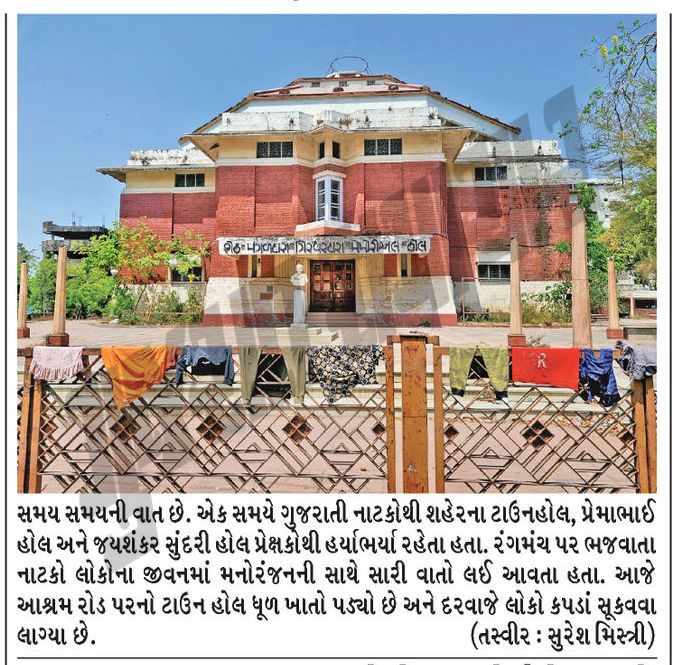 સમય સમયની વાત છે. એક સમયે ગુજરાતી નાટકોથી શહેરના ટાઉનહોલ, પ્રેમાભાઈ
હોલ અને જયશંકર સુંદરી હોલ પ્રેક્ષકોથી હર્યાભર્યા રહેતા હતા. રંગમંચ પર ભજવાતા
નાટકો લોકોના જીવનમાં મનોરંજનની સાથે સારી વાતો લઈ આવતા હતા. આજે
આશ્રમ રોડ પરનો ટાઉન હોલ ધૂળ ખાતો પડ્યો છે અને દરવાજે લોકો કપડાં સૂકવવા
લાગ્યા છે. (તસ્વીર : સુરેશ મિસ્ત્રી)
R